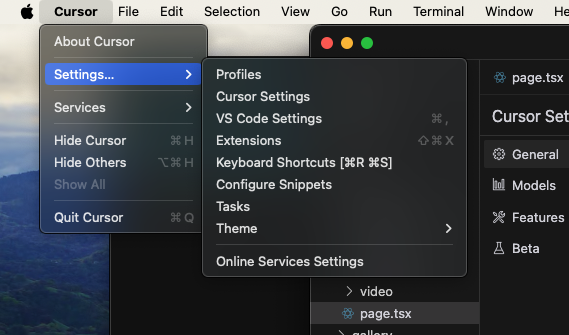 Cursor File Edit Selection View Go Run Terminal Window He
About Cursor
Settings...
Services
Hide Cursor ⌘H
Hide Others ⌥⌘H
Show All
Quit Cursor ⌘Q
Profiles
Cursor Settings
VS Code Settings ⌘,
Extensions ⇧⌘X
Keyboard Shortcuts [⌘R ⌘S]
Configure Snippets
Tasks
Theme
Online Services Settings
page.tsx
Cursor Set
General
Models
Features
Beta
video
page.tsx
gallery